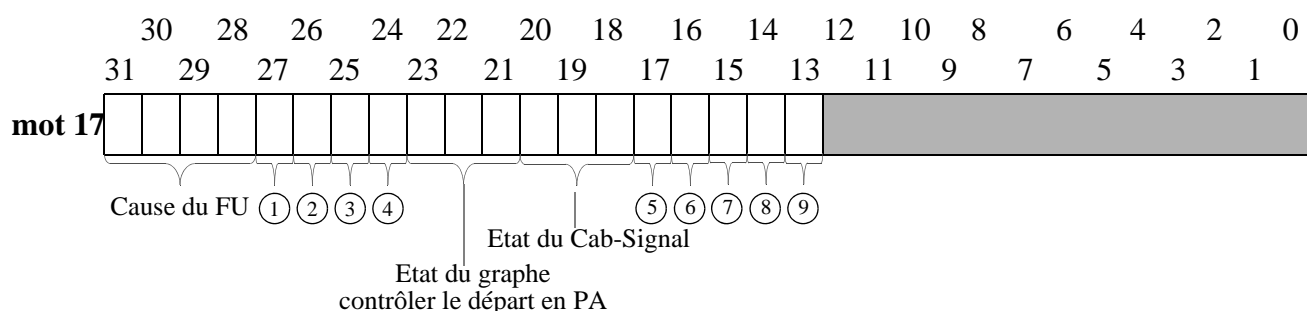 30 28 26 24 22 20 18 16 14 12 10 8 6 4 2 0
31 29 27 25 23 21 19 17 15 13 11 9 7 5 3 1
mot 17
Cause du FU 1 2 3 4 5 6 7 8 9
Etat du Cab-Signal
Etat du graphe
contrôler le départ en PA